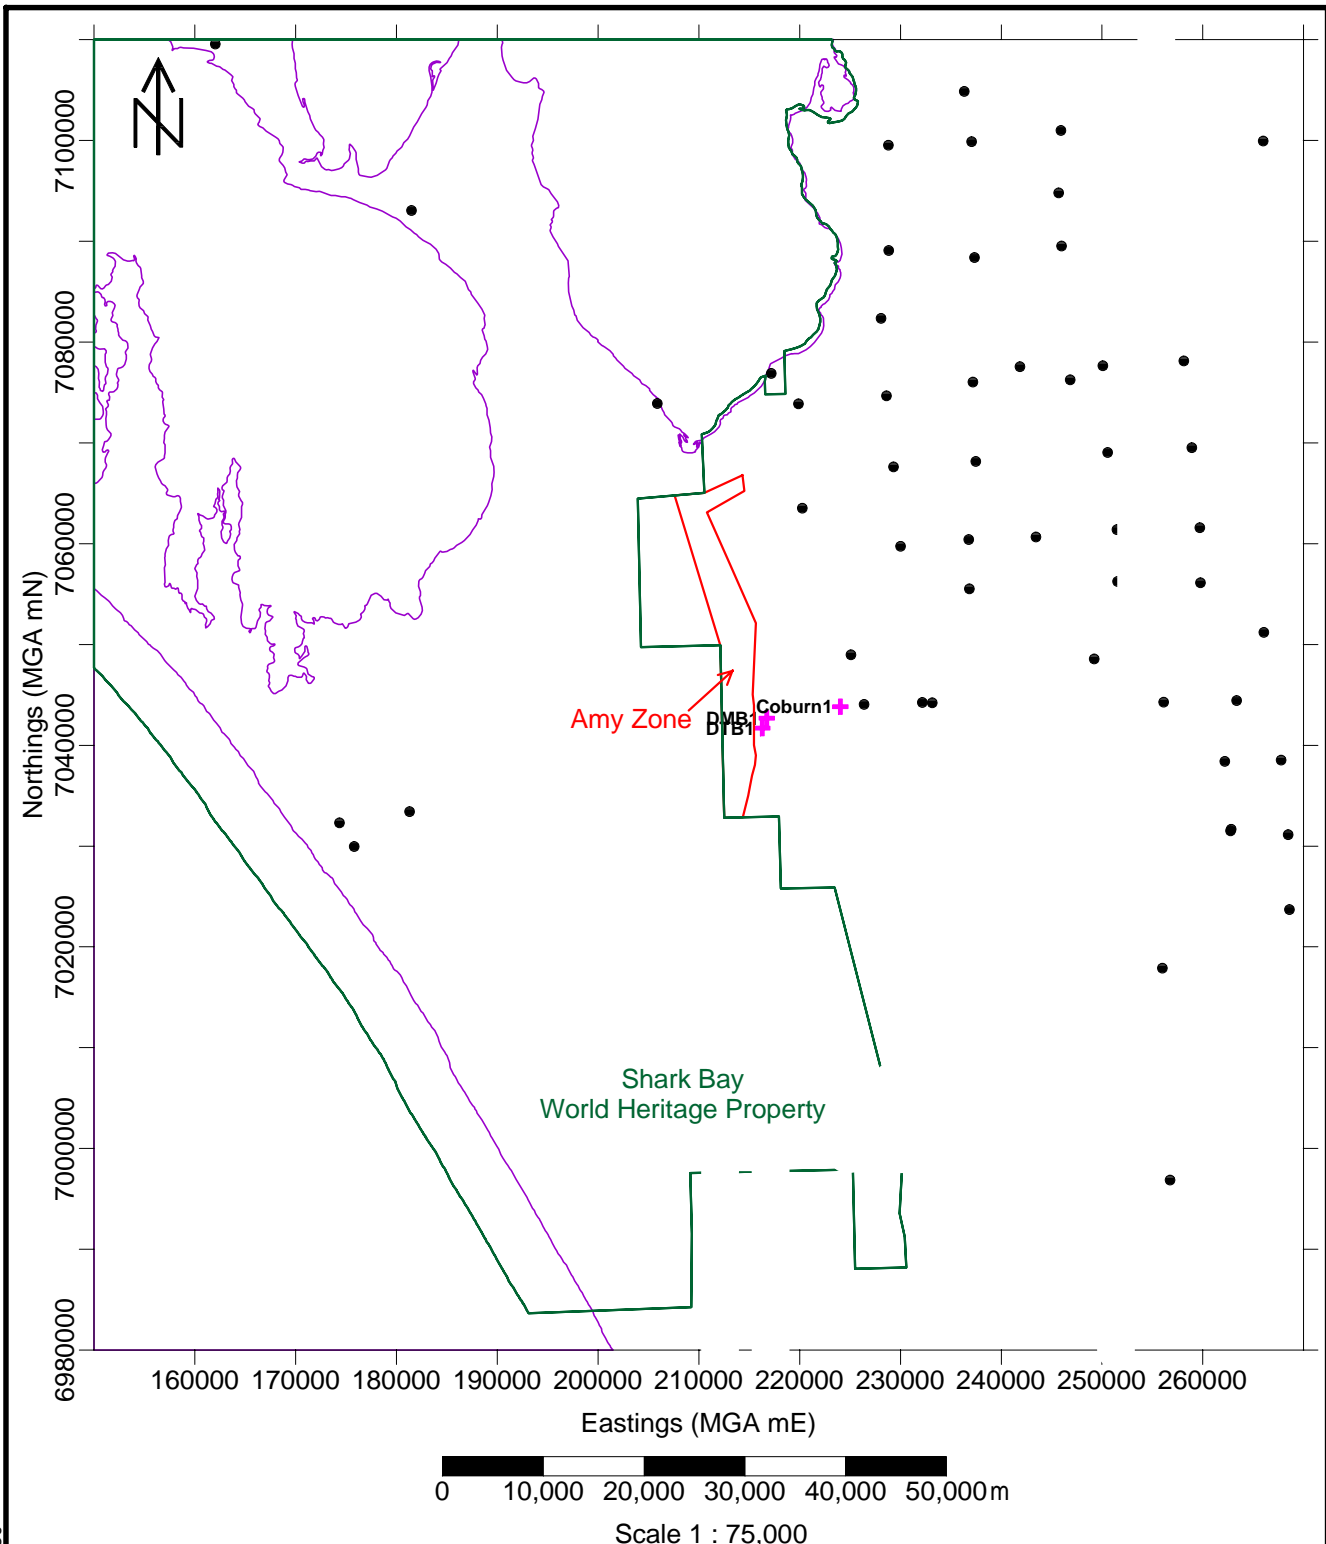 N
7100000
7080000
7060000
7040000
7020000
7000000
6980000
Northings (MGA mN)
Amy Zone
Coburn1
DMB1
DTB1
Shark Bay
World Heritage Property
160000 170000 180000 190000 200000 210000 220000 230000 240000 250000 260000
Eastings (MGA mE)
0 10,000 20,000 30,000 40,000 50,000m
Scale 1 : 75,000